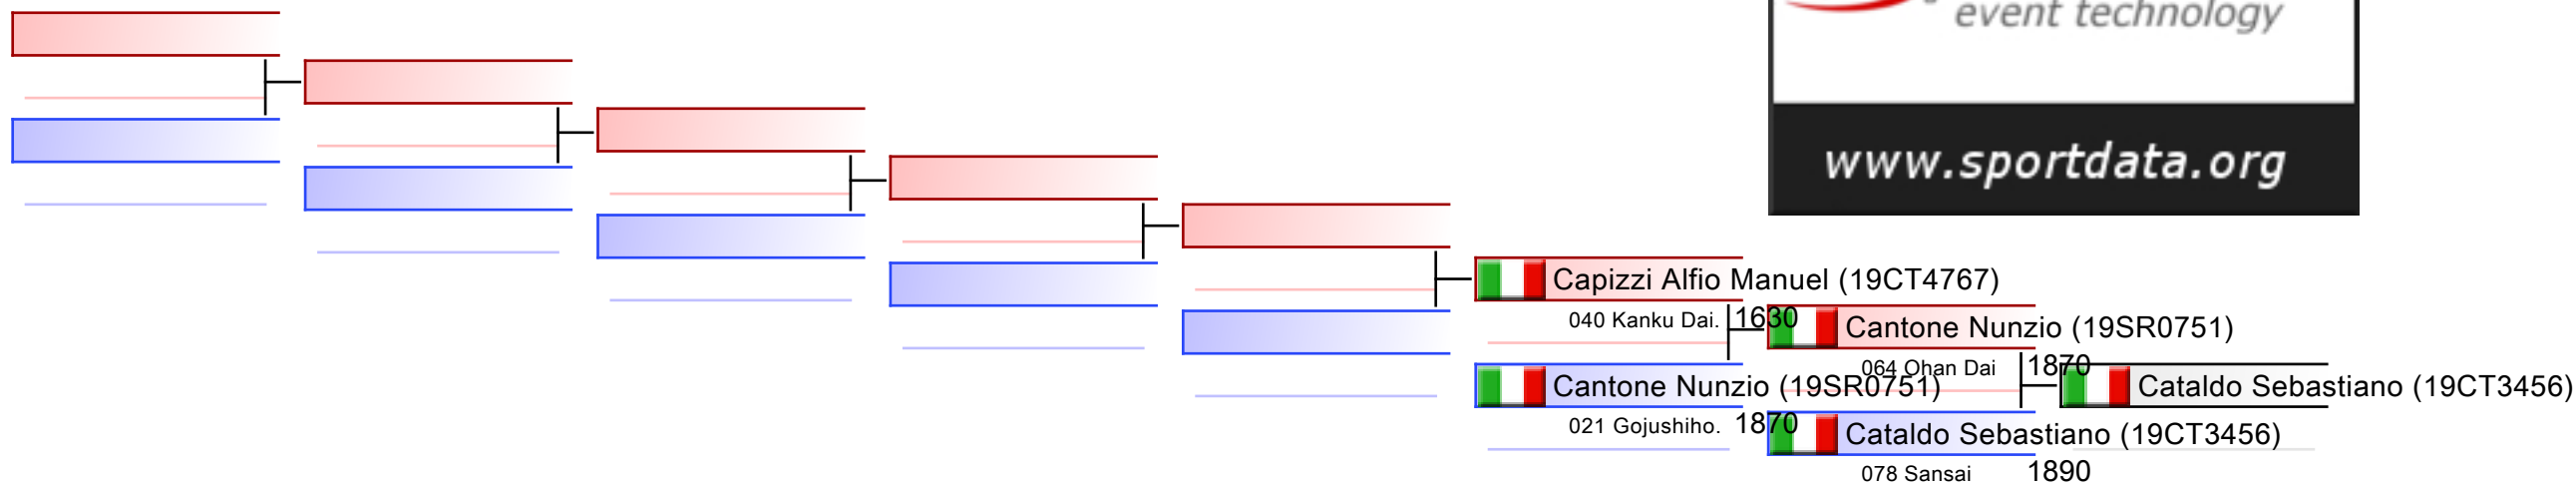 event technology
www.sportdata.org
Capizzi Alfio Manuel (19CT4767)
040 Kanku Dai. 1630
Cantone Nunzio (19SR0751)
064 Ohan Dai 1870
Cantone Nunzio (19SR0751)
021 Gojushiho. 1870
Cataldo Sebastiano (19CT3456)
Cataldo Sebastiano (19CT3456)
078 Sansai 1890